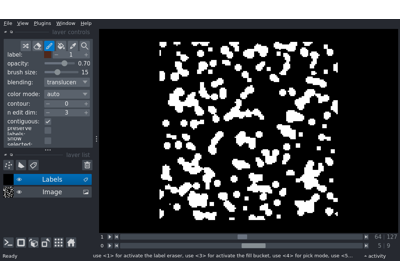 File View Plugins Window Help
layer controls
label: 1
opacity: 0.70
brush size: 15
blending: translucen
color mode: auto
contour: 0
n edit dim: 3
contiguous:
preserve labels:
show selected:
layer list
Labels
Image
1 64 127
0 5 9
Ready use <1> for activate the label eraser, use <3> for activate the fill bucket, use <4> for pick mode, use <5... activity